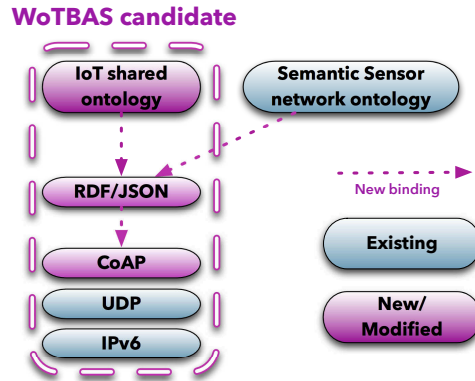 WoTBAS candidate
IoT shared
ontology
Semantic Sensor
network ontology
RDF/JSON
New binding
CoAP
Existing
UDP
New/
Modified
IPv6